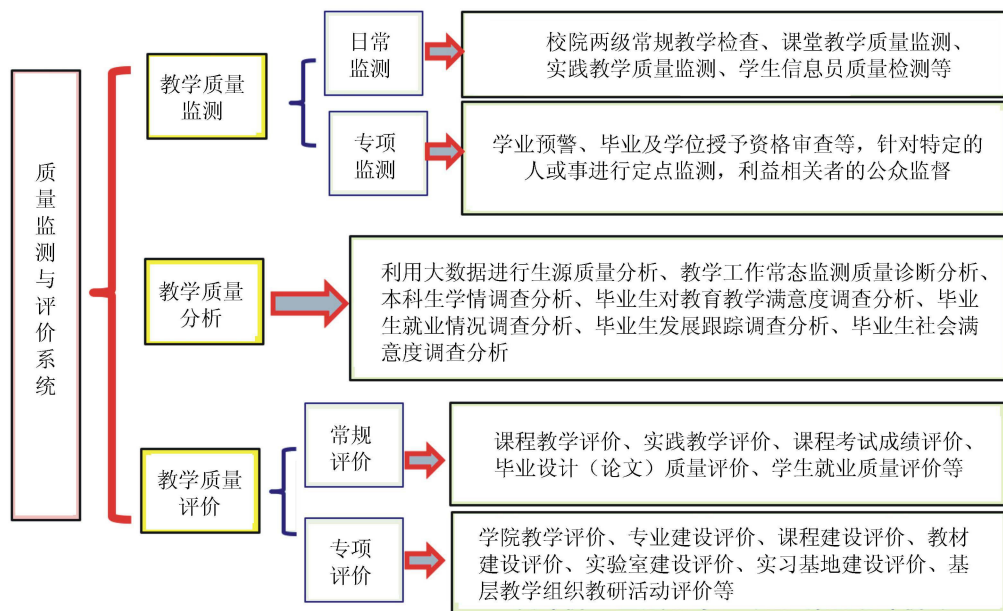 质量监测与评价系统
教学质量
监测
日常
监测
校院两级常规教学检查、课堂教学质量监测、
实践教学质量监测、学生信息员质量检测等
专项
监测
学业预警、毕业及学位授予资格审查等，针对特定的
人或事进行定点监测，利益相关者的公众监督
教学质量
分析
利用大数据进行生源质量分析、教学工作常态监测质量诊断分析、
本科生学情调查分析、毕业生对教育教学满意度调查分析、毕业
生就业情况调查分析、毕业生发展跟踪调查分析、毕业生社会满
意度调查分析
教学质量
评价
常规
评价
课程教学评价、实践教学评价、课程考试成绩评价、
毕业设计（论文）质量评价、学生就业质量评价等
专项
评价
学院教学评价、专业建设评价、课程建设评价、教材
建设评价、实验室建设评价、实习基地建设评价、基
层教学组织教研活动评价等